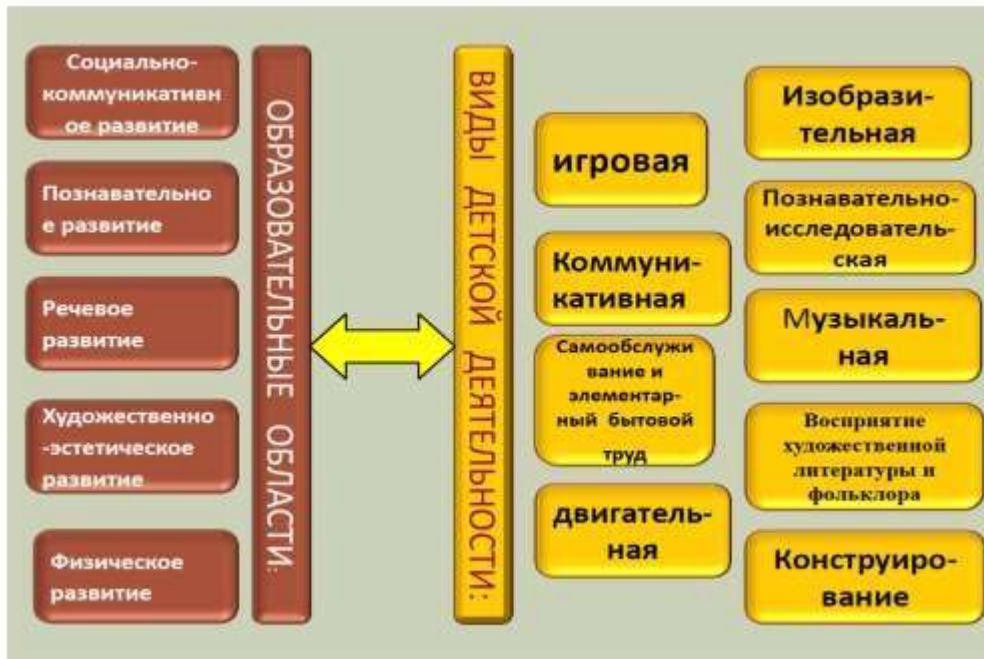 Социально-
коммуникативн
ое развитие
Познавательно
е развитие
Речевое
развитие
Художественно
-эстетическое
развитие
Физическое
развитие
ОБРАЗОВАТЕЛЬНЫЕ ОБЛАСТИ:
ВИДЫ ДЕТСКОЙ ДЕЯТЕЛЬНОСТИ:
игровая
Коммуни-
кативная
Самообслужи
вание и
элементар-
ный бытовой
труд
двигатель-
ная
Изобрази-
тельная
Познавательно-
исследователь-
ская
Музыкаль-
ная
Восприятие
художественной
литературы и
фольклора
Конструиро-
вание